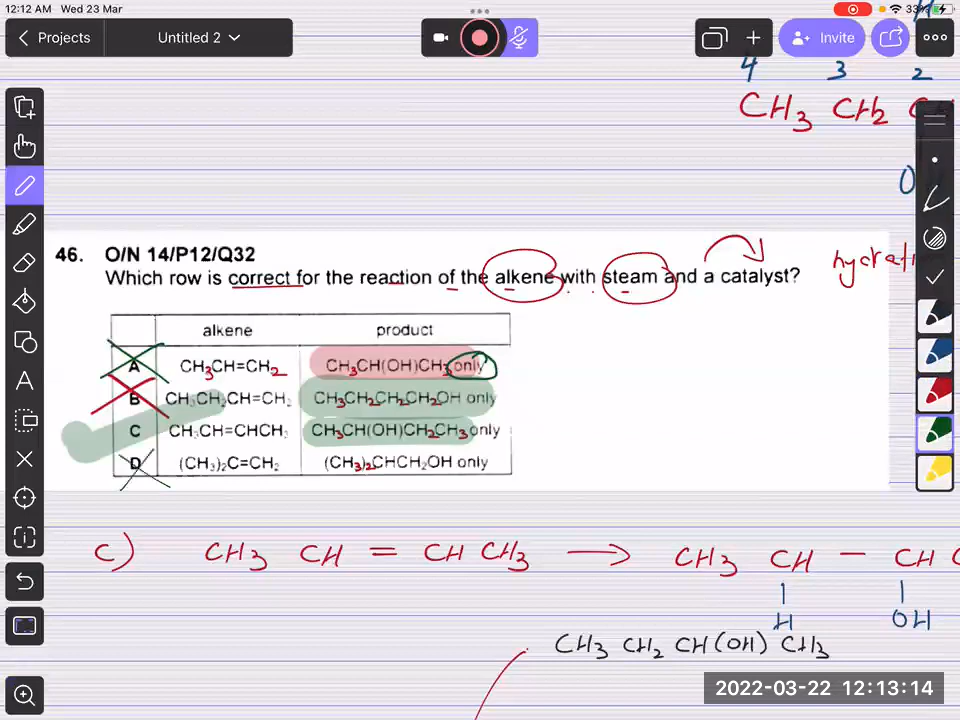 12:12 AM Wed 23 Mar
33%
Projects
Untitled 2
Invite
4 3 2
CH3 CH2
46. O/N 14/P12/Q32
Which row is correct for the reaction of the alkene with steam and a catalyst?
alkene product
A CH3CH=CH2 CH3CH(OH)CH3 only
B CH3CH2CH=CH2 CH3CH2CH2CH2OH only
C CH3CH=CHCH3 CH3CH(OH)CH2CH3 only
D (CH3)2C=CH2 (CH3)2CHCH2OH only
C) CH3 CH = CH CH3 → CH3 CH - CH
H OH
CH3 CH2 CH(OH) CH3
2022-03-22 12:13:14